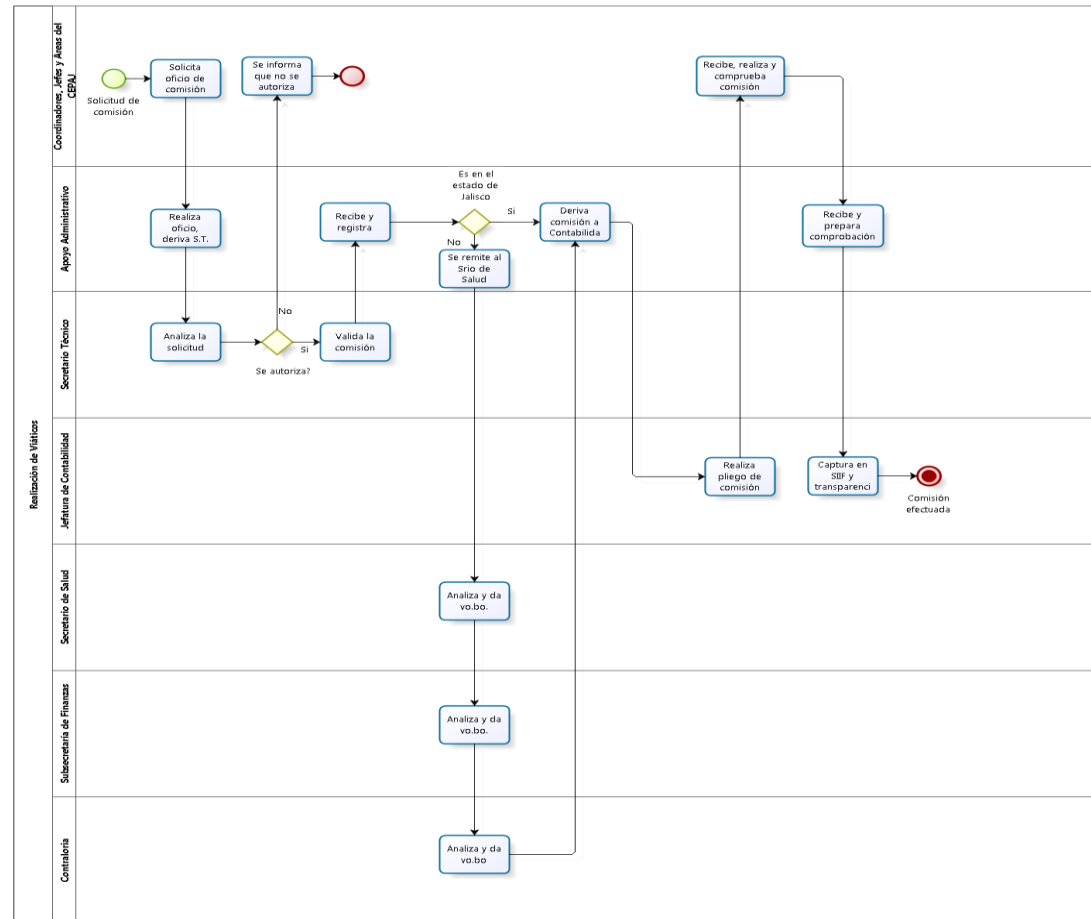 Realización de Viáticos
Coordinadores, Jefes y Areas del
CEPAJ
Solicitud de
comisión
Solicita
oficio de
comisión
Se informa
que no se
autoriza
Recibe, realiza y
comprueba
comisión
Apoyo Administrativo
Realiza
oficio,
deriva S.T.
Recibe y
registra
Es en el
estado de
Jalisco
Si
No
Se remite al
Srio de
Salud
Deriva
comisión a
Contabilida
Recibe y
prepara
comprobación
Secretario Técnico
Analiza la
solicitud
No
Si
Se autoriza?
Valida la
comisión
Jefatura de Contabilidad
Realiza
pliego de
comisión
Captura en
SIIF y
transparenci
Comisión
efectuada
Secretario de Salud
Analiza y da
vo.bo.
Subsecretaría de Finanzas
Analiza y da
vo.bo.
Contraloría
Analiza y da
vo.bo